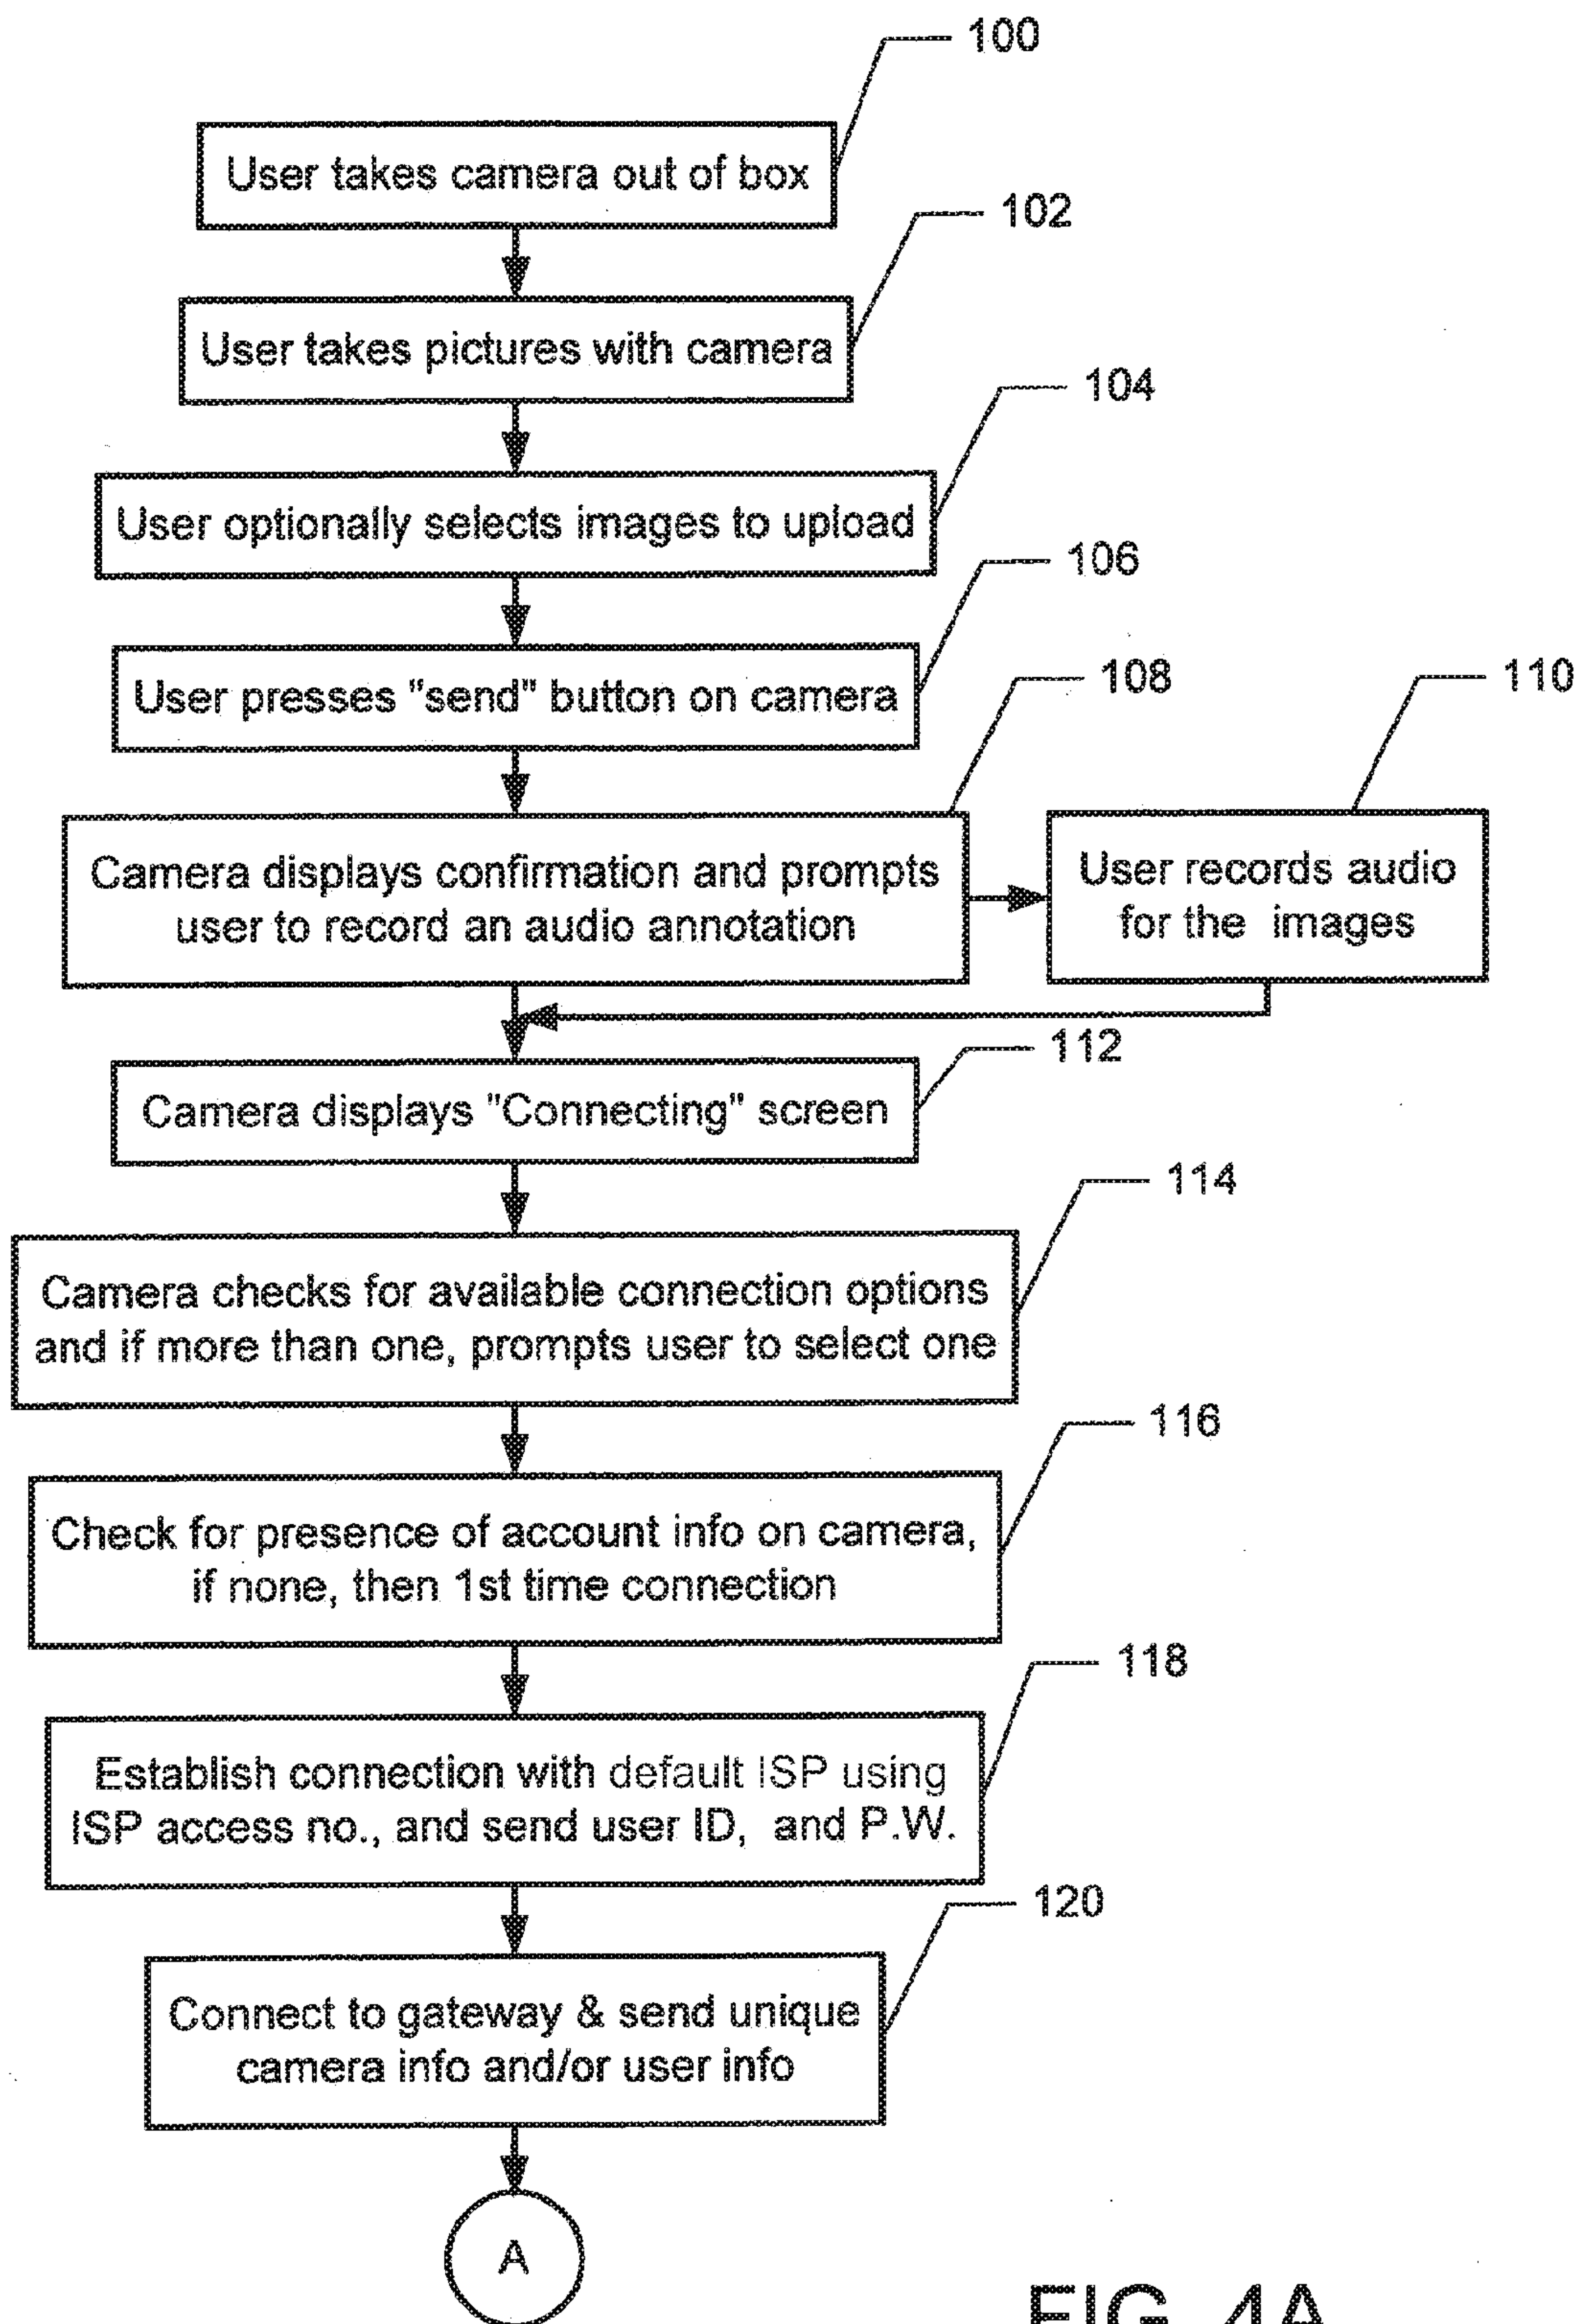 100
User takes camera out of box
102
User takes pictures with camera
104
User optionally selects images to upload
106
User presses "send" button on camera
108
110
Camera displays confirmation and prompts
user to record an audio annotation
User records audio
for the images
112
Camera displays "Connecting" screen
114
Camera checks for available connection options
and if more than one, prompts user to select one
116
Check for presence of account info on camera,
if none, then 1st time connection
118
Establish connection with default ISP using
ISP access no., and send user ID, and P.W.
120
Connect to gateway & send unique
camera info and/or user info
A
FIG. 4A